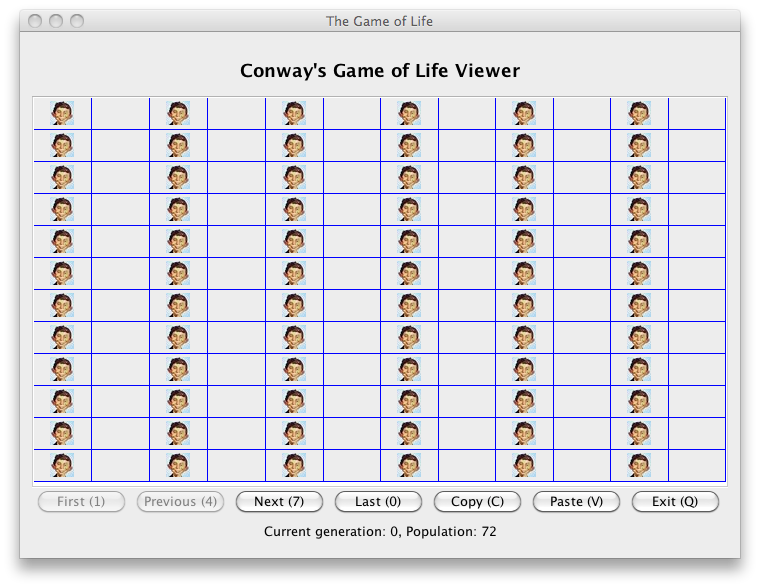 The Game of Life
Conway's Game of Life Viewer
First (1) Previous (4) Next (7) Last (0) Copy (C) Paste (V) Exit (Q)
Current generation: 0, Population: 72